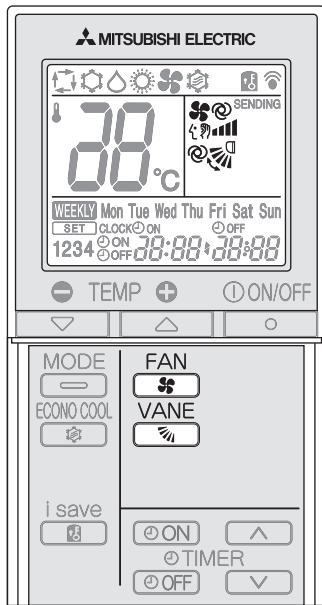 MITSUBISHI ELECTRIC
SENDING
88°C
WEEKLY Mon Tue Wed Thu Fri Sat Sun
SET CLOCK ON OFF
1234 ON OFF 88:88 88:88
TEMP ON/OFF
MODE FAN
ECONO COOL VANE
i save
ON
TIMER
OFF